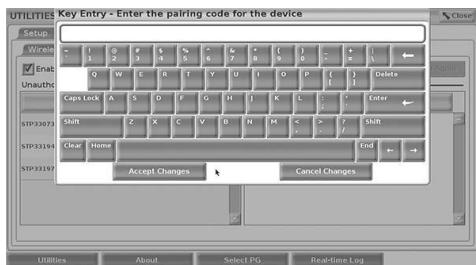 UTILITIES
Key Entry - Enter the pairing code for the device
Close
Setup
Wirele
~ ! @ # $ % ^ & * ( ) _ + |
` 1 2 3 4 5 6 7 8 9 0 - = \ ←
Enab
Q W E R T Y U I O P { } Delete
[ ]
Unautho
Caps Lock A S D F G H J K L : " Enter ←
; '
STP33073
Shift Z X C V B N M < > ? Shift
, . /
STP33194
Clear Home End ← →
STP33197
Accept Changes Cancel Changes
Utilities About Select PG Real-time Log